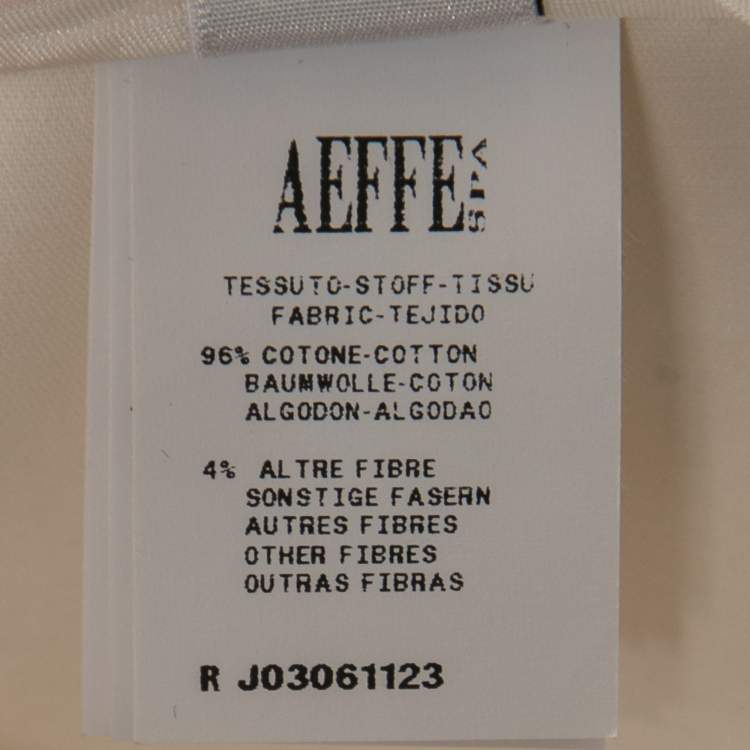 AEFFE SPA
TESSUTO-STOFF-TISSU
FABRIC-TEJIDO
96% COTONE-COTTON
BAUMWOLLE-COTON
ALGODON-ALGODAO
4% ALTRE FIBRE
SONSTIGE FASERN
AUTRES FIBRES
OTHER FIBRES
OUTRAS FIBRAS
R J03061123